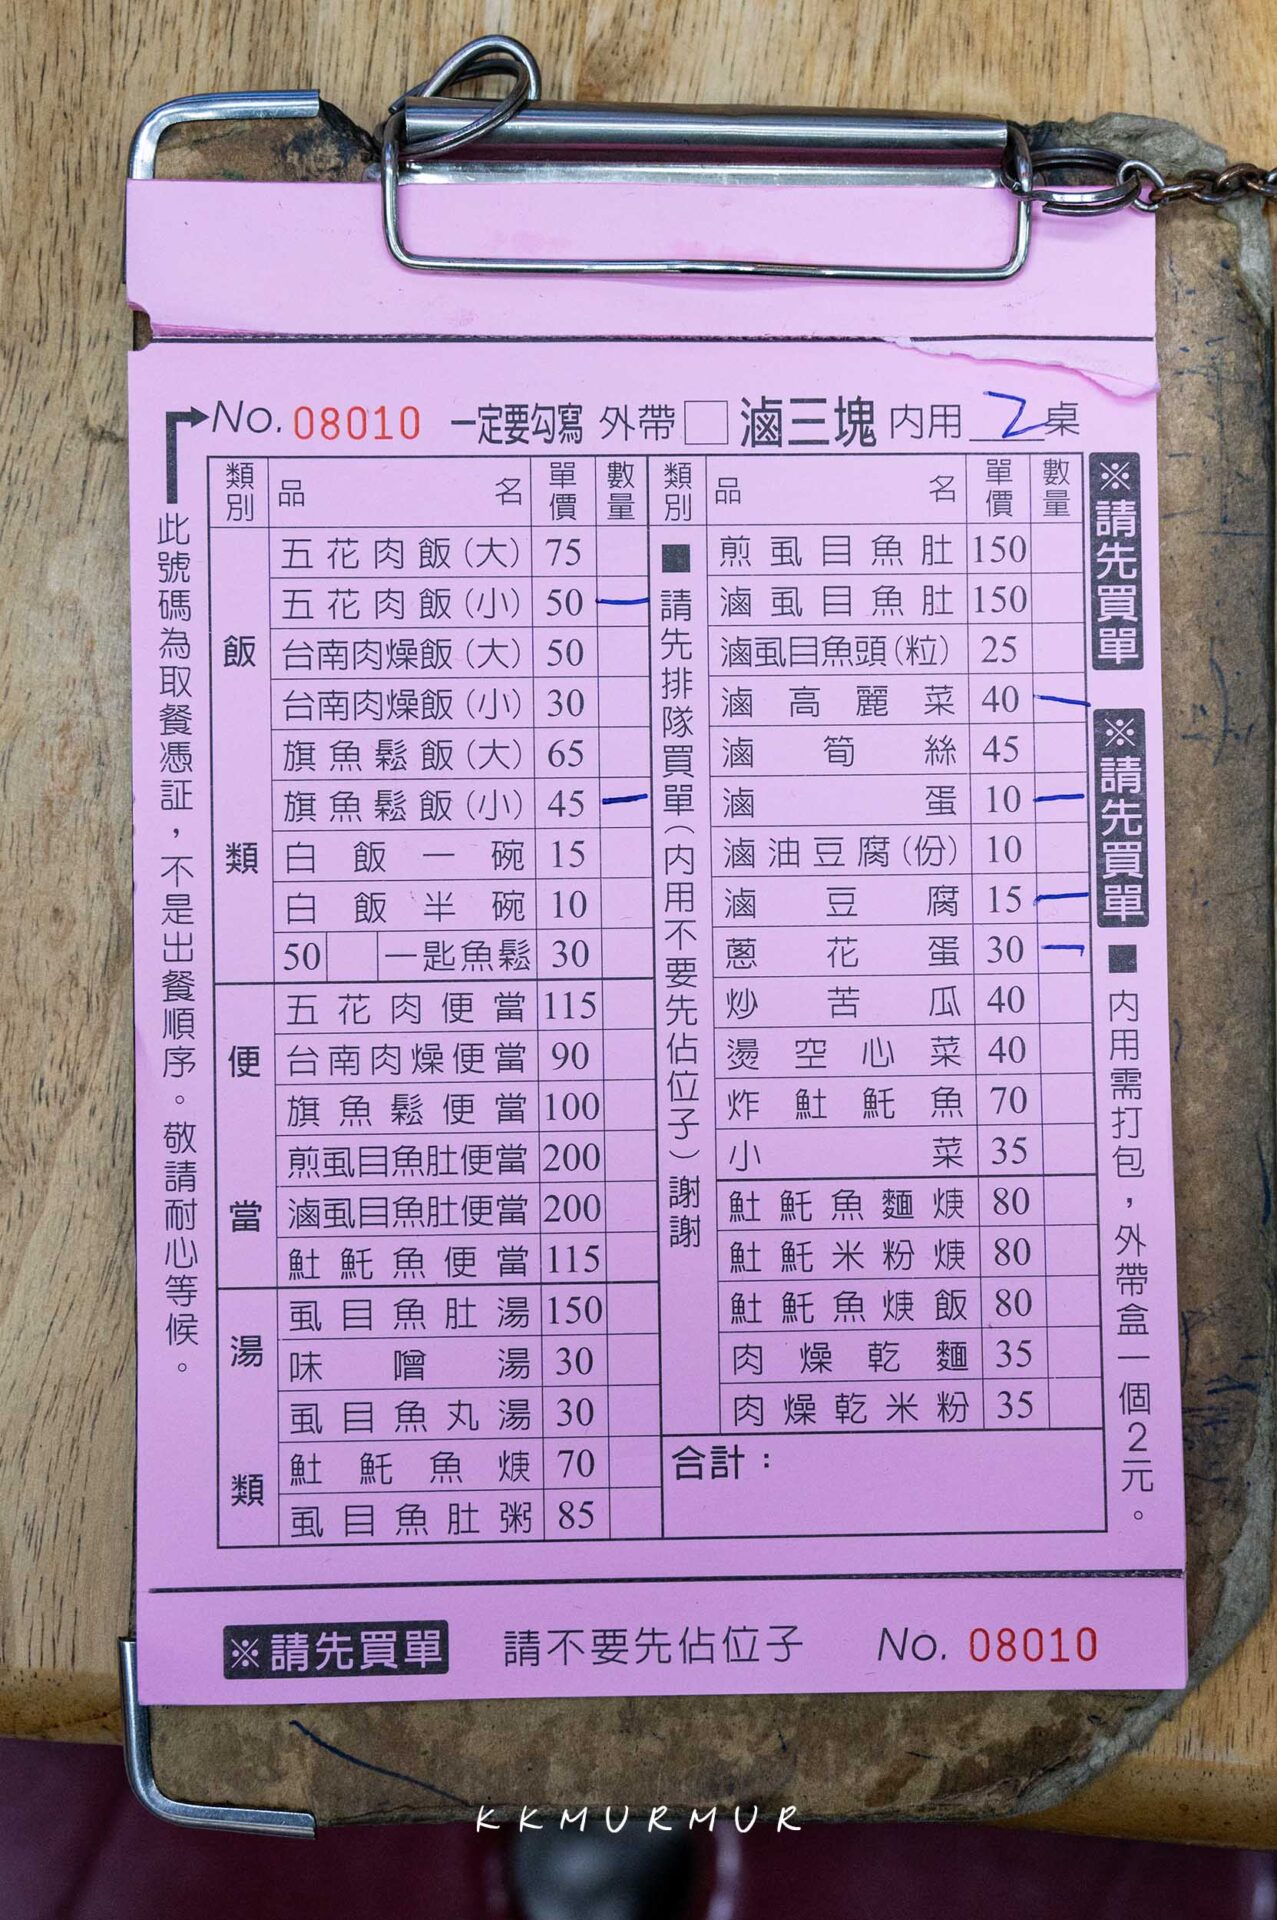 No. 08010 一定要勾寫 外帶□ 滷三塊 內用 2 桌
此號碼為取餐憑証，不是出餐順序。敬請耐心等候。
類別 品名 單價 數量
飯類
五花肉飯(大) 75
五花肉飯(小) 50 一
台南肉燥飯(大) 50
台南肉燥飯(小) 30
旗魚鬆飯(大) 65
旗魚鬆飯(小) 45 一
白飯一碗 15
白飯半碗 10
50 一匙魚鬆 30
便當
五花肉便當 115
台南肉燥便當 90
旗魚鬆便當 100
煎虱目魚肚便當 200
滷虱目魚肚便當 200
魠魠魚便當 115
湯類
虱目魚肚湯 150
味噌湯 30
虱目魚丸湯 30
魠魚焿 70
虱目魚肚粥 85
類別 品名 單價 數量
■請先排隊買單(內用不要先佔位子)謝謝
煎虱目魚肚 150
滷虱目魚肚 150
滷虱目魚頭(粒) 25
滷高麗菜 40 一
滷筍絲 45
滷蛋 10 一
滷油豆腐(份) 10
滷豆腐 15 一
蔥花蛋 30 一
炒苦瓜 40
燙空心菜 40
炸魠魚 70
小菜 35
魠魚麵焿 80
魠米粉焿 80
魠魚焿飯 80
肉燥乾麵 35
肉燥乾米粉 35
合計：
※請先買單
※請先買單
■內用需打包，外帶盒一個2元。
※請先買單 請不要先佔位子 No. 08010
KKMURMUR